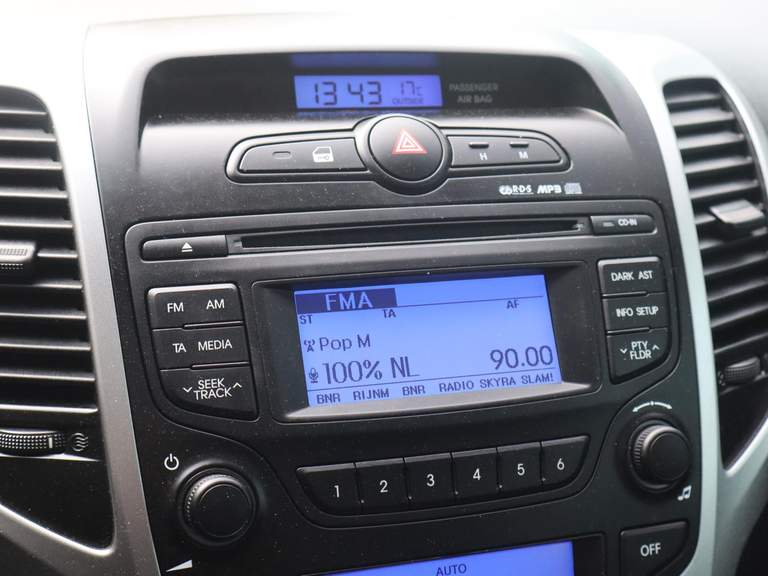 13:43 17°C
OUTSIDE
PASSENGER
AIR BAG
H M
RDS MP3
CD-IN
FM AM
TA MEDIA
SEEK
TRACK
FMA
ST TA AF
Pop M
100% NL 90.00
BNR RIJNM BNR RADIO SKYRA SLAM!
DARK AST
INFO SETUP
PTY
FLDR
1 2 3 4 5 6
AUTO
OFF